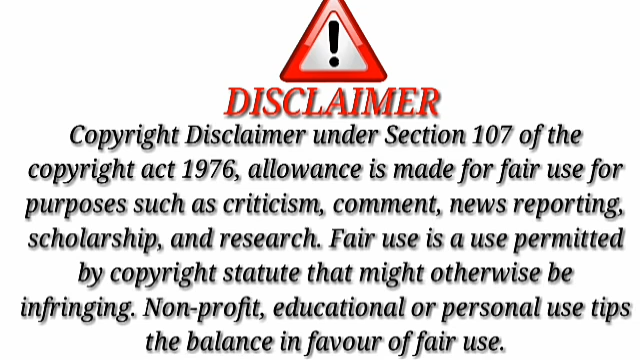 DISCLAIMER
Copyright Disclaimer under Section 107 of the
copyright act 1976, allowance is made for fair use for
purposes such as criticism, comment, news reporting,
scholarship, and research. Fair use is a use permitted
by copyright statute that might otherwise be
infringing. Non-profit, educational or personal use tips
the balance in favour of fair use.